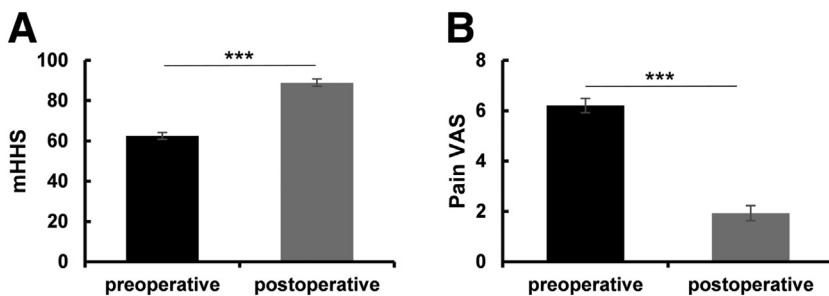 A
mHHS
100
80
60
40
20
0
***
preoperative
postoperative
B
Pain VAS
8
6
4
2
0
***
preoperative
postoperative